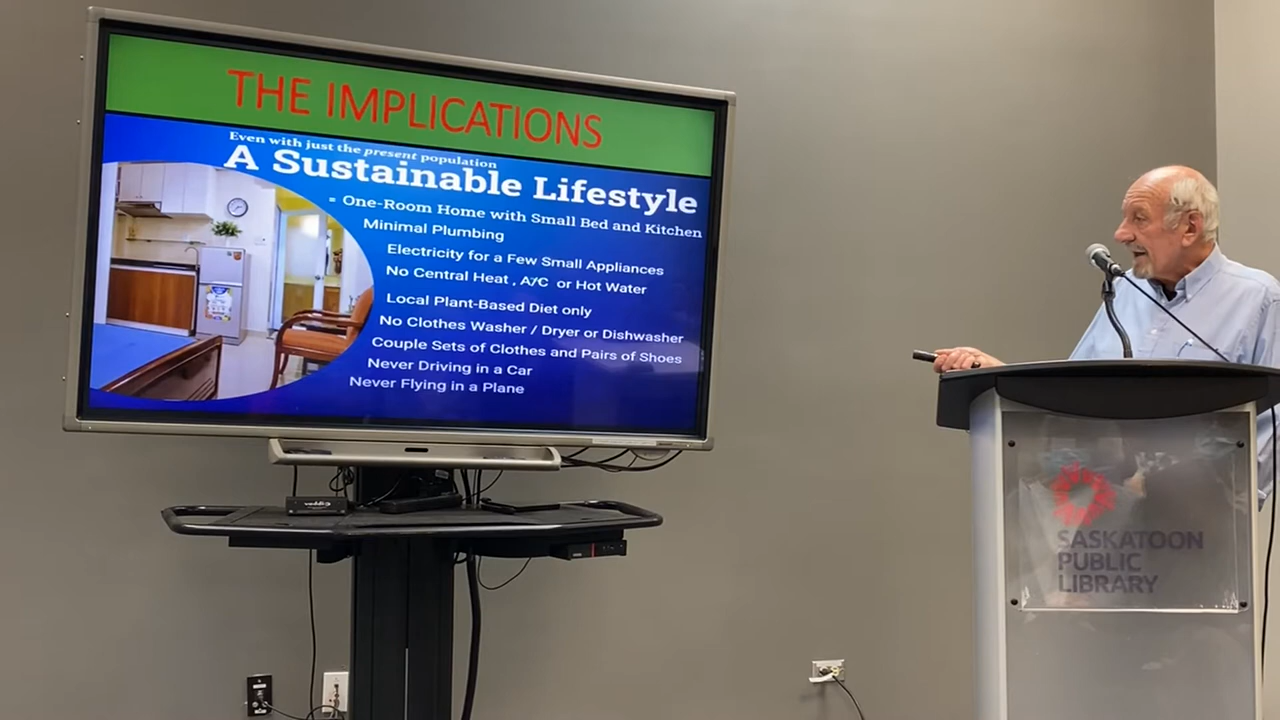 THE IMPLICATIONS
Even with just the present population
A Sustainable Lifestyle
One-Room Home with Small Bed and Kitchen
Minimal Plumbing
Electricity for a Few Small Appliances
No Central Heat , A/C or Hot Water
Local Plant-Based Diet only
No Clothes Washer / Dryer or Dishwasher
Couple Sets of Clothes and Pairs of Shoes
Never Driving in a Car
Never Flying in a Plane
SASKATOON
PUBLIC
LIBRARY